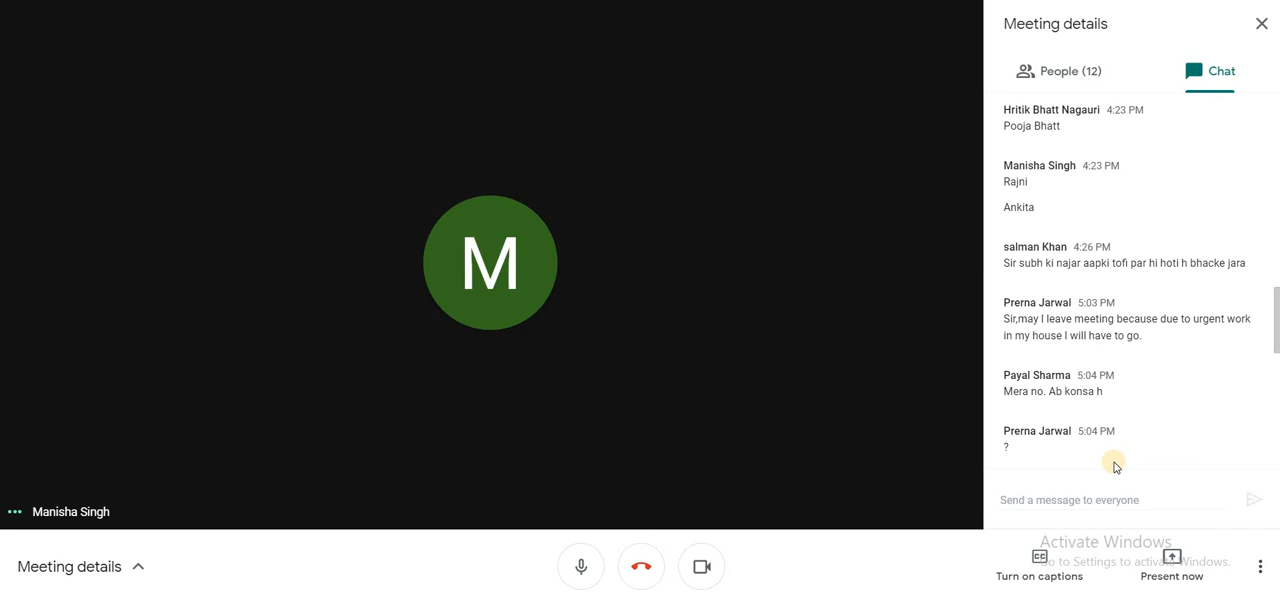 Meeting details
People (12)
Chat
Hritik Bhatt Nagauri 4:23 PM
Pooja Bhatt
Manisha Singh 4:23 PM
Rajni
Ankita
salman Khan 4:26 PM
Sir subh ki najar aapki tofi par hi hoti h bhacke jara
Prerna Jarwal 5:03 PM
Sir,may I leave meeting because due to urgent work
in my house I will have to go.
Payal Sharma 5:04 PM
Mera no. Ab konsa h
Prerna Jarwal 5:04 PM
?
Send a message to everyone
M
Manisha Singh
Meeting details
Activate Windows
Go to Settings to activate Windows.
CC
Turn on captions
Present now